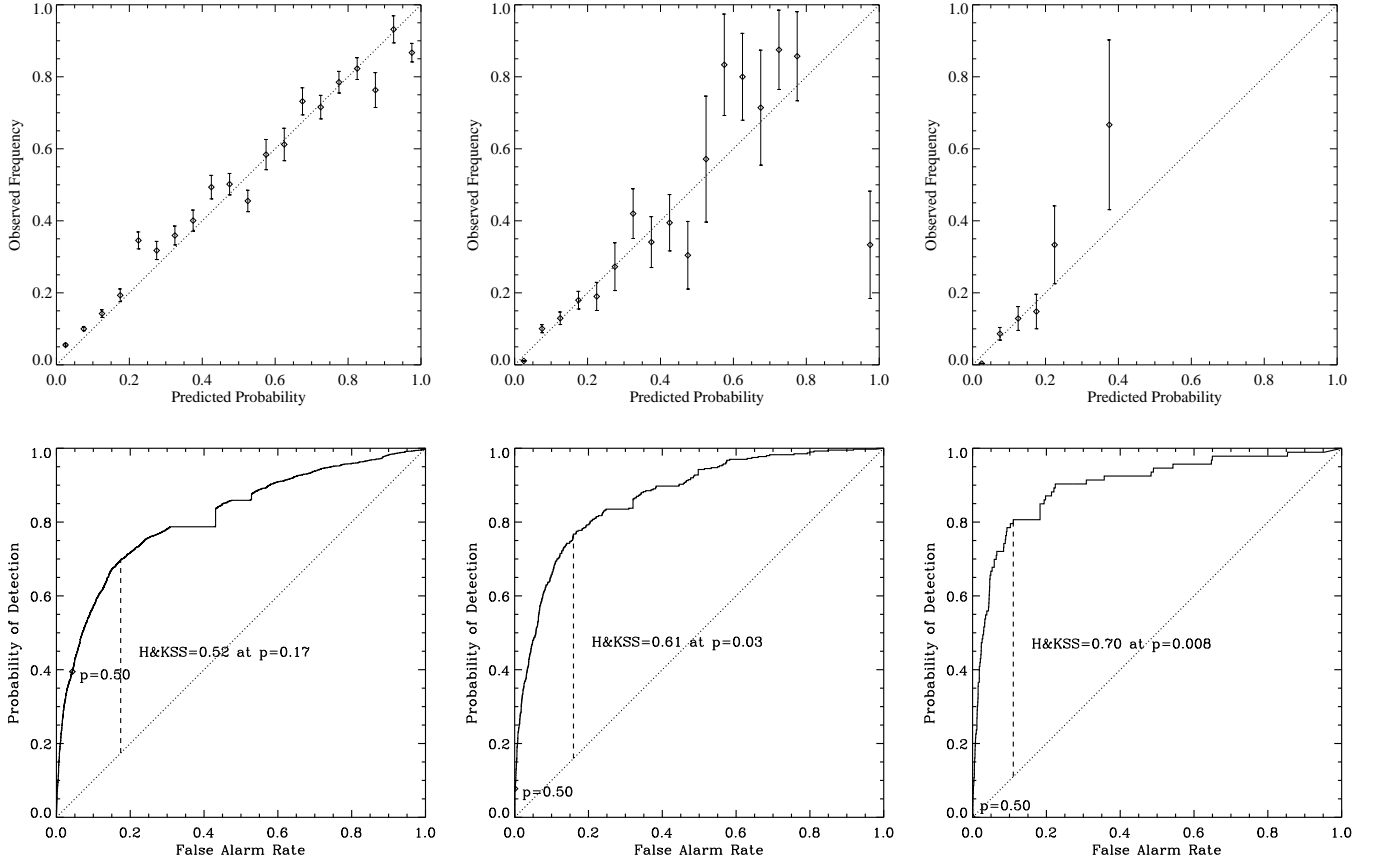 1.0
0.8
0.6
0.4
0.2
0.0
Observed Frequency
0.0 0.2 0.4 0.6 0.8 1.0
Predicted Probability
1.0
0.8
0.6
0.4
0.2
0.0
Observed Frequency
0.0 0.2 0.4 0.6 0.8 1.0
Predicted Probability
1.0
0.8
0.6
0.4
0.2
0.0
Observed Frequency
0.0 0.2 0.4 0.6 0.8 1.0
Predicted Probability
1.0
0.8
0.6
0.4
0.2
0.0
Probability of Detection
H&KSS=0.52 at p=0.17
p=0.50
0.0 0.2 0.4 0.6 0.8 1.0
False Alarm Rate
1.0
0.8
0.6
0.4
0.2
0.0
Probability of Detection
H&KSS=0.61 at p=0.03
p=0.50
0.0 0.2 0.4 0.6 0.8 1.0
False Alarm Rate
1.0
0.8
0.6
0.4
0.2
0.0
Probability of Detection
H&KSS=0.70 at p=0.008
p=0.50
0.0 0.2 0.4 0.6 0.8 1.0
False Alarm Rate